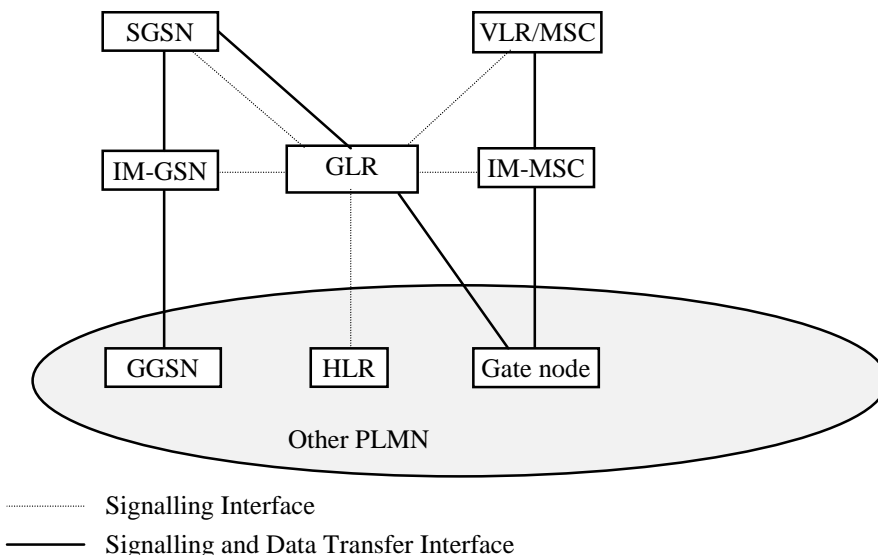 SGSN
VLR/MSC
IM-GSN
GLR
IM-MSC
GGSN
HLR
Gate node
Other PLMN
Signalling Interface
Signalling and Data Transfer Interface